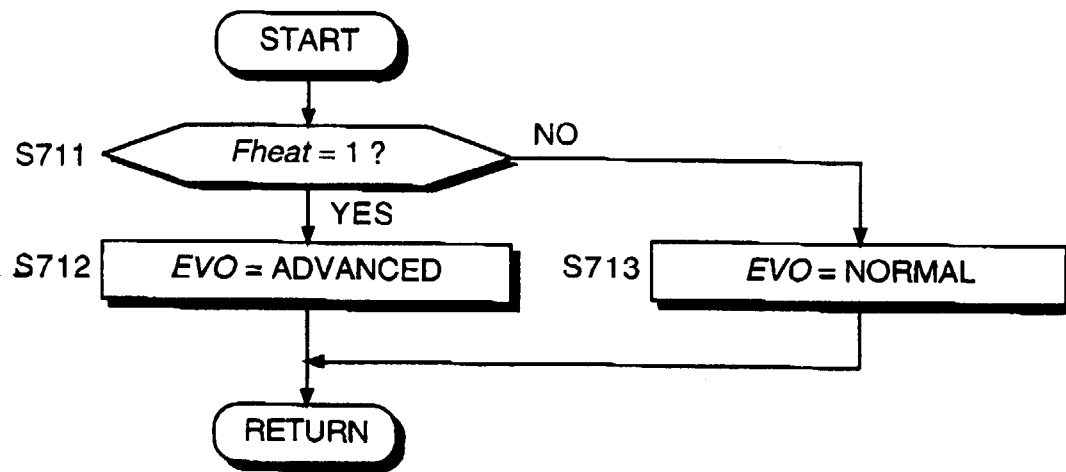 START
S711
Fheat = 1 ?
NO
YES
S712
EVO = ADVANCED
S713
EVO = NORMAL
RETURN